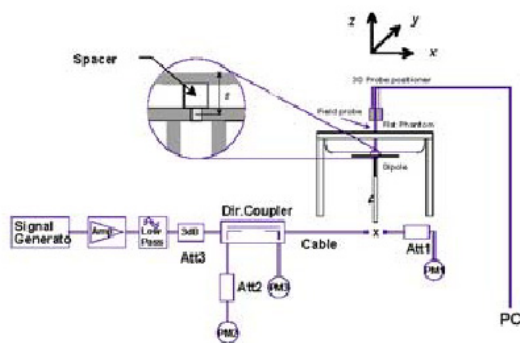 z
y
x
Spacer
s
3D Probe positioner
Field probe
Flat Phantom
Dipole
Signal
Generato
Amp
Low
Pass
3dB
Att3
Dir.Coupler
Cable
x
Att1
PM1
Att2
PM3
PM2
PC